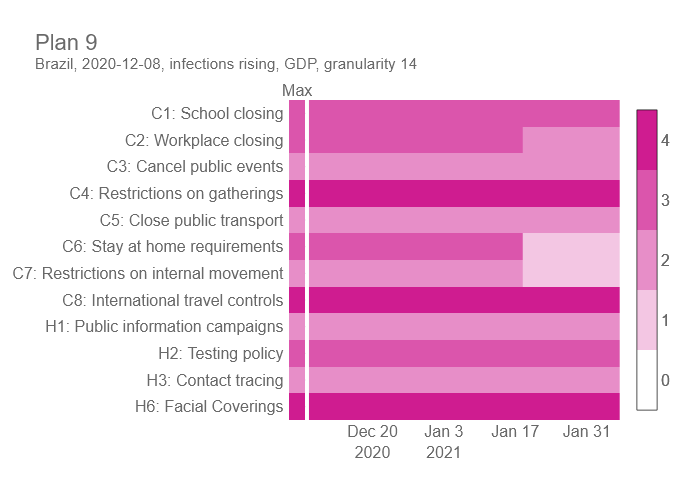 Plan 9
Brazil, 2020-12-08, infections rising, GDP, granularity 14
Max
C1: School closing
C2: Workplace closing
C3: Cancel public events
C4: Restrictions on gatherings
C5: Close public transport
C6: Stay at home requirements
C7: Restrictions on internal movement
C8: International travel controls
H1: Public information campaigns
H2: Testing policy
H3: Contact tracing
H6: Facial Coverings
Dec 20 Jan 3 Jan 17 Jan 31
2020 2021
4
3
2
1
0